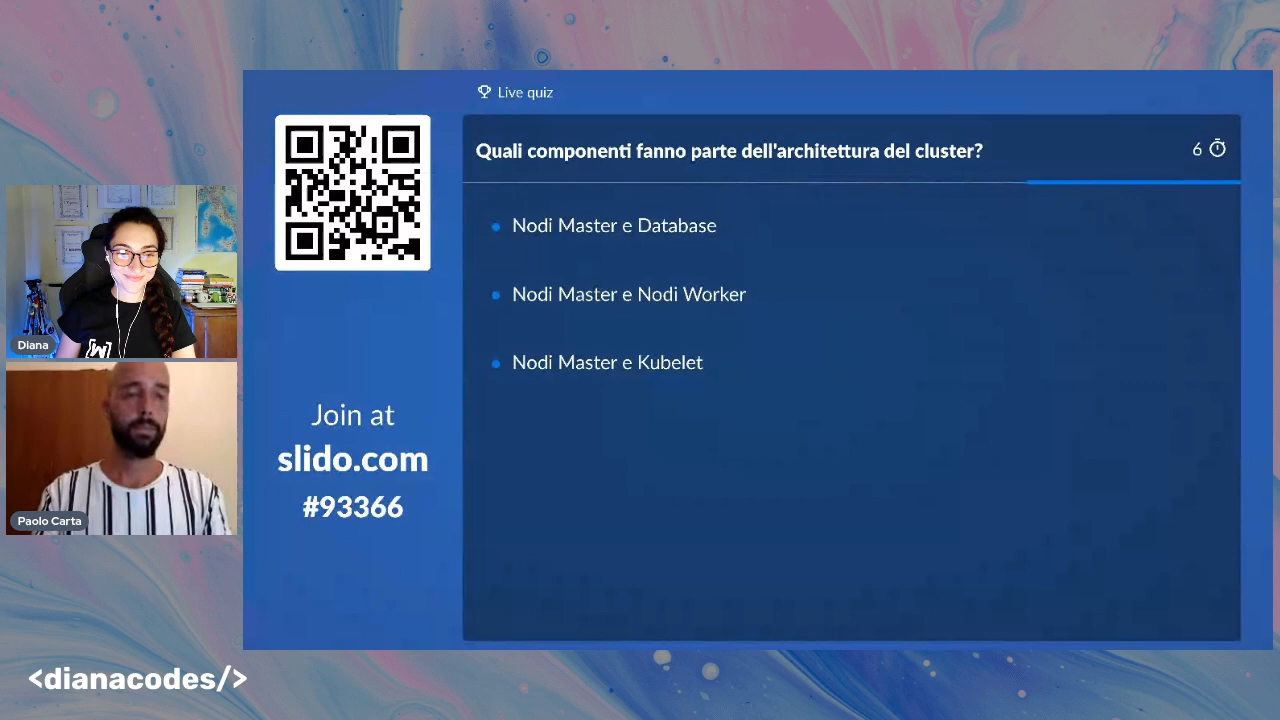 Live quiz
Quali componenti fanno parte dell'architettura del cluster?
6
Nodi Master e Database
Nodi Master e Nodi Worker
Nodi Master e Kubelet
Join at
slido.com
#93366
Diana
Paolo Carta
<dianacodes/>